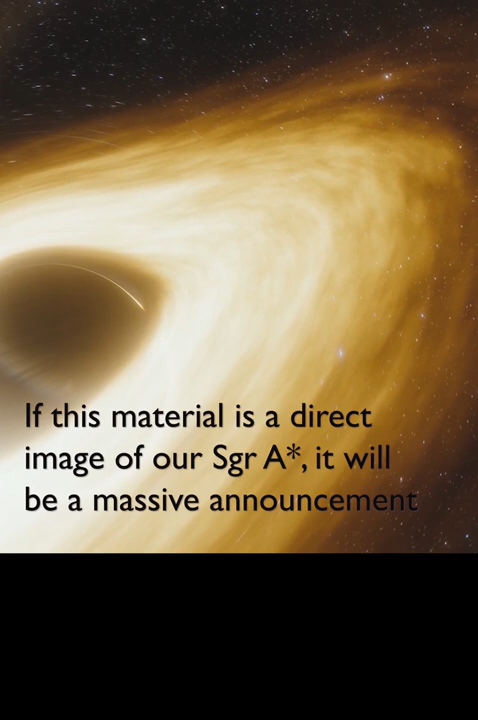 If this material is a direct
image of our Sgr A*, it will
be a massive announcement